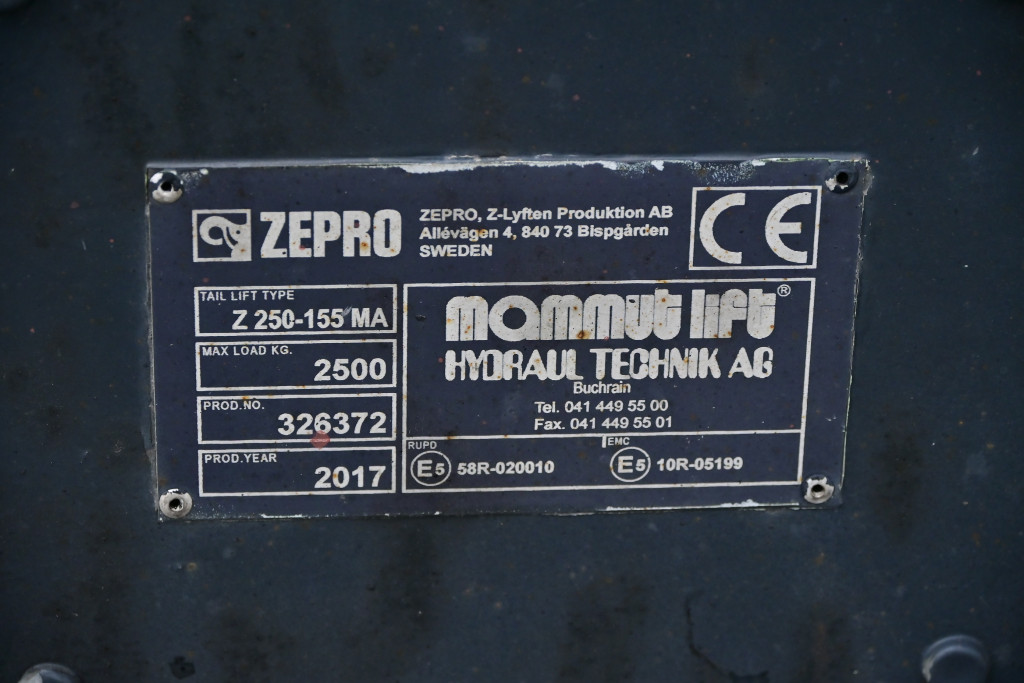 ZEPRO
ZEPRO, Z-Lyften Produktion AB
Allévägen 4, 840 73 Bispgården
SWEDEN
CE
TAIL LIFT TYPE
Z 250-155 MA
MAX LOAD KG.
2500
PROD.NO.
326372
PROD.YEAR
2017
mammut lift®
HYDRAUL TECHNIK AG
Buchrain
Tel. 041 449 55 00
Fax. 041 449 55 01
RUPD
E5 58R-020010
EMC
E5 10R-05199